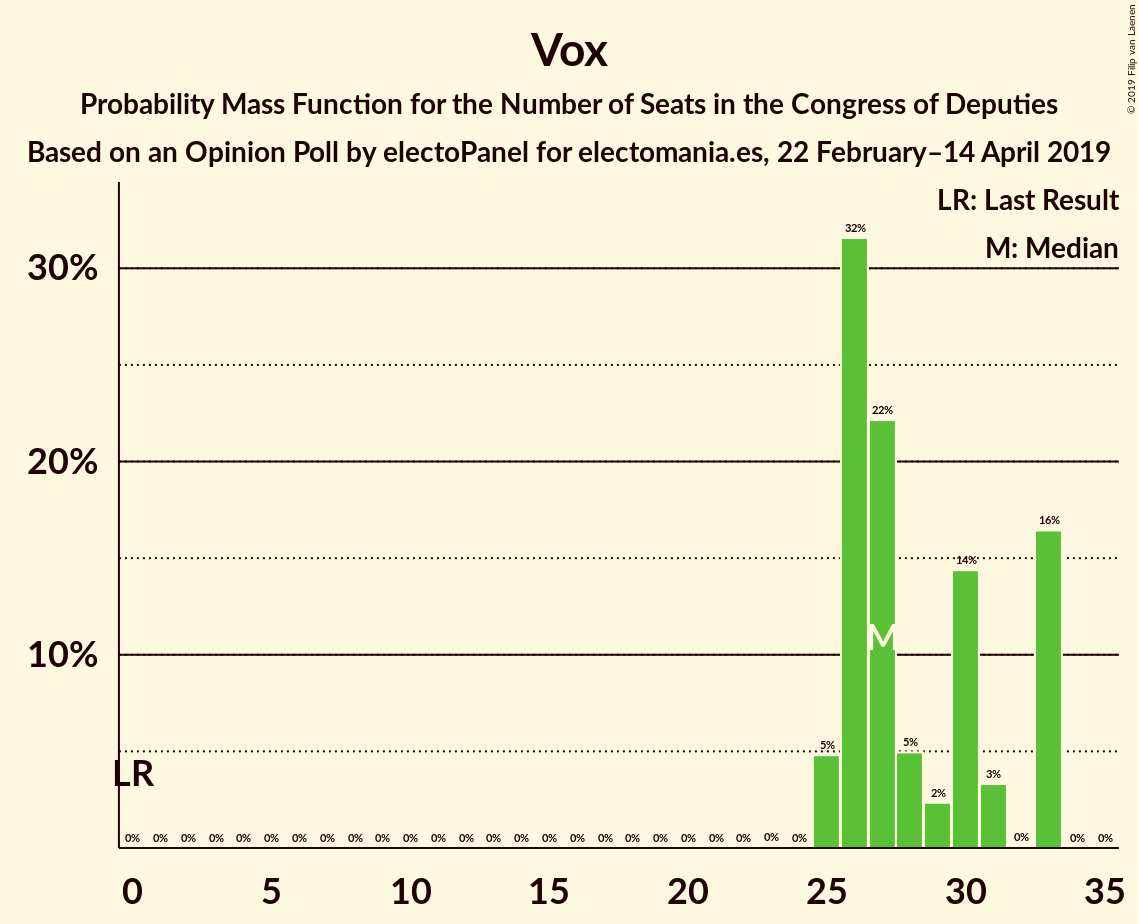 Vox
Probability Mass Function for the Number of Seats in the Congress of Deputies
Based on an Opinion Poll by electoPanel for electomania.es, 22 February–14 April 2019
© 2019 Filip van Laenen
LR: Last Result
M: Median
30%
20%
10%
32%
22%
16%
14%
M
5%
5%
2%
3%
LR
0% 0% 0% 0% 0% 0% 0% 0% 0% 0% 0% 0% 0% 0% 0% 0% 0% 0% 0% 0% 0% 0% 0% 0% 0% 0% 0% 0%
0 5 10 15 20 25 30 35